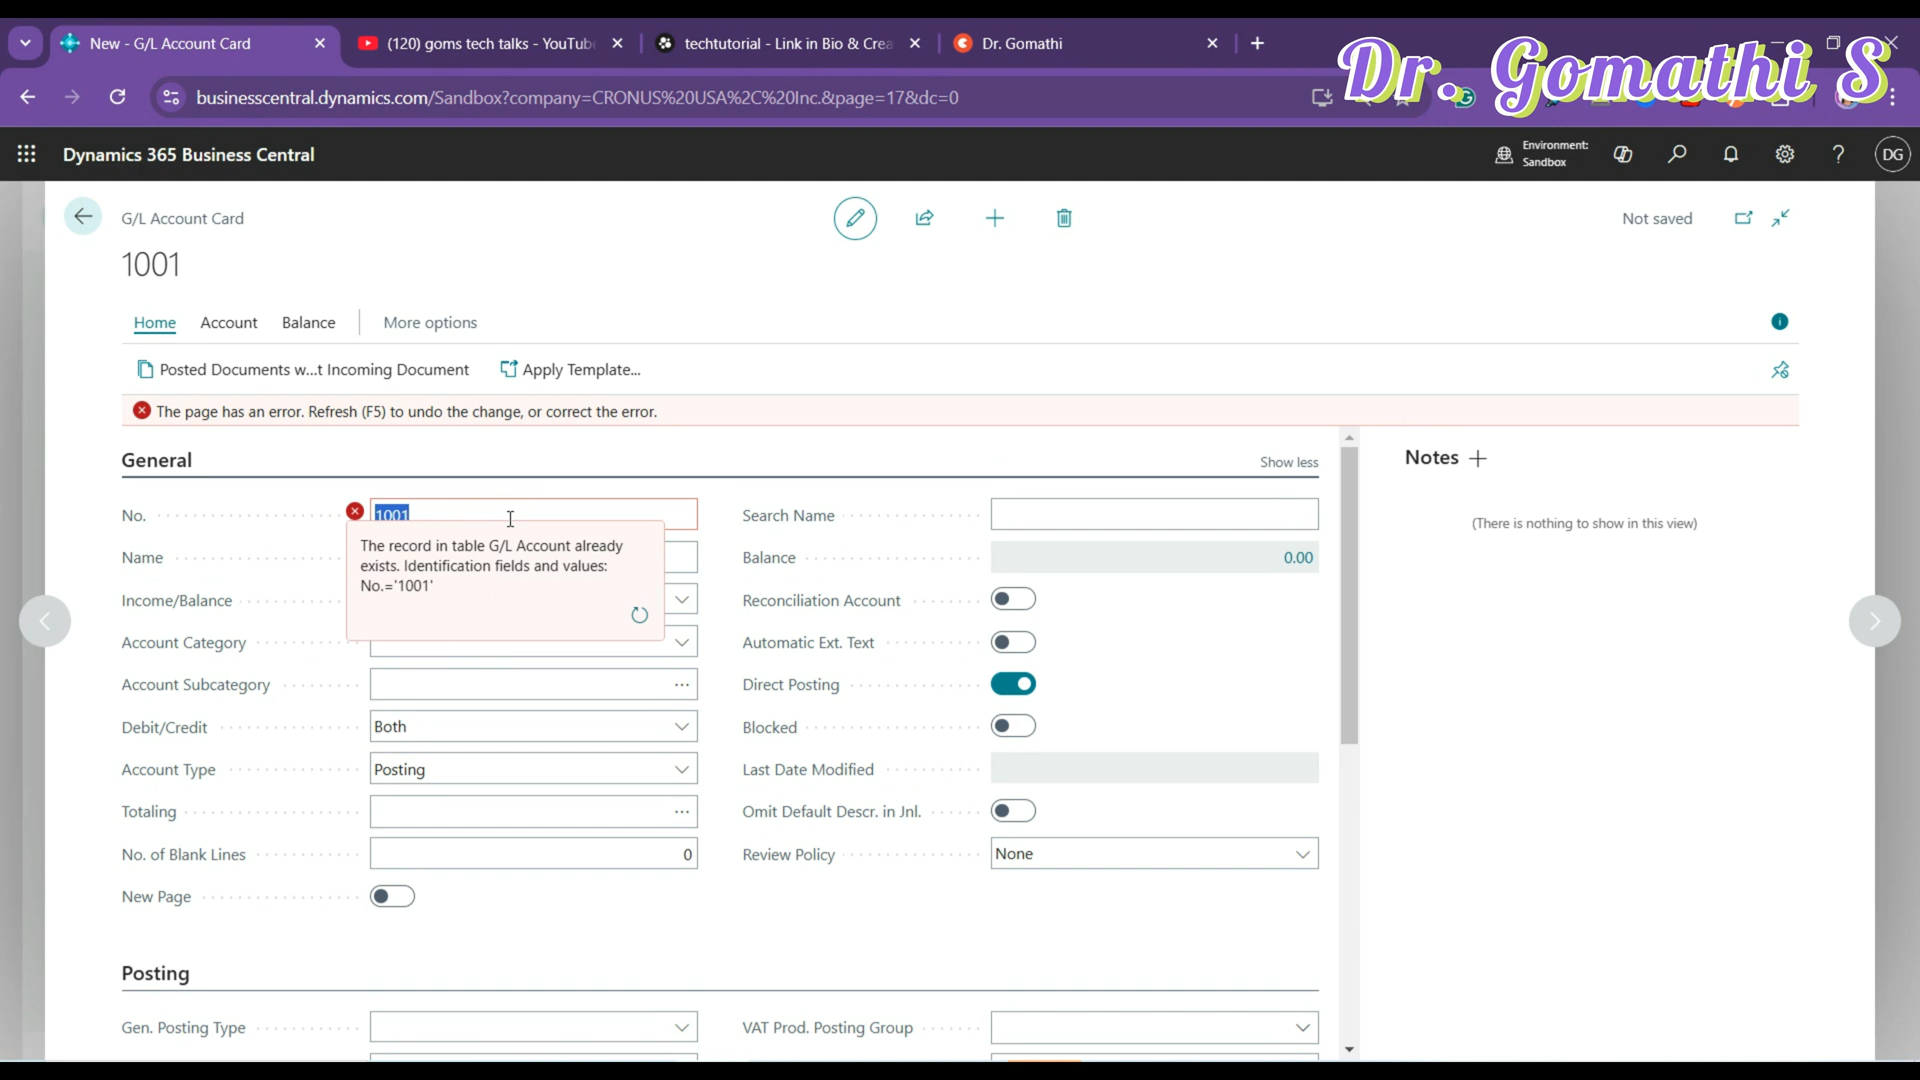 New - G/L Account Card
(120) goms tech talks - YouTub
techtutorial - Link in Bio & Crea
Dr. Gomathi
Dr. Gomathi S
businesscentral.dynamics.com/Sandbox?company=CRONUS%20USA%2C%20Inc.&page=17&dc=0
Dynamics 365 Business Central
Environment:
Sandbox
DG
G/L Account Card
Not saved
1001
Home
Account
Balance
More options
Posted Documents w...t Incoming Document
Apply Template...
The page has an error. Refresh (F5) to undo the change, or correct the error.
General
Show less
Notes
No.
1001
The record in table G/L Account already
exists. Identification fields and values:
No.='1001'
Name
Income/Balance
Account Category
Account Subcategory
Debit/Credit
Both
Account Type
Posting
Totaling
No. of Blank Lines
0
New Page
Search Name
Balance
0.00
Reconciliation Account
Automatic Ext. Text
Direct Posting
Blocked
Last Date Modified
Omit Default Descr. in Jnl.
Review Policy
None
(There is nothing to show in this view)
Posting
Gen. Posting Type
VAT Prod. Posting Group